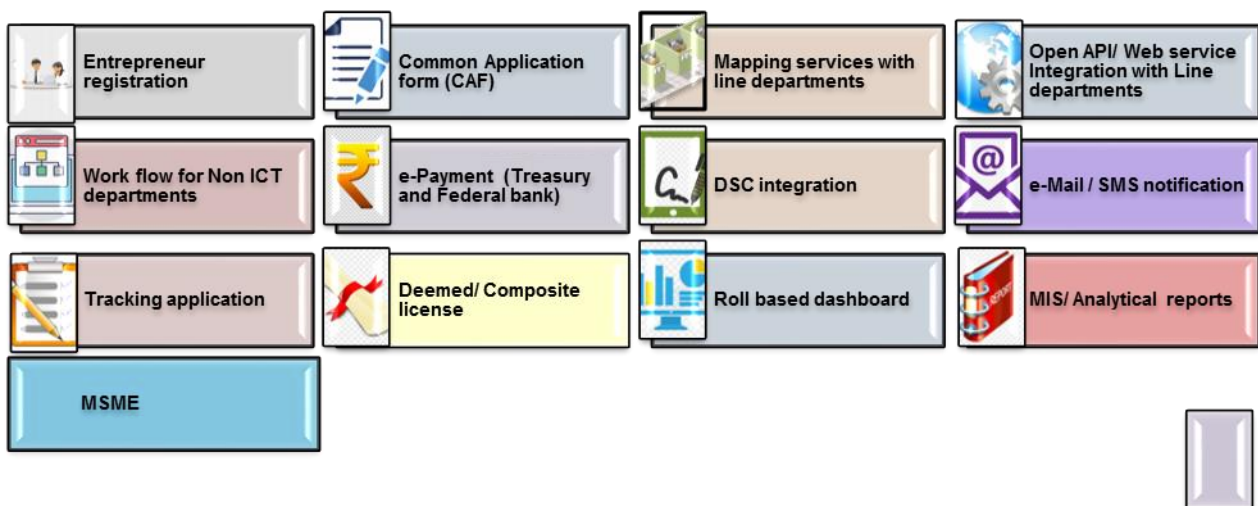 Entrepreneur
registration
Common Application
form (CAF)
Mapping services with
line departments
Open API/ Web service
Integration with Line
departments
Work flow for Non ICT
departments
e-Payment (Treasury
and Federal bank)
DSC integration
@
e-Mail / SMS notification
Tracking application
Deemed/ Composite
license
Roll based dashboard
REPORT
MIS/ Analytical reports
MSME